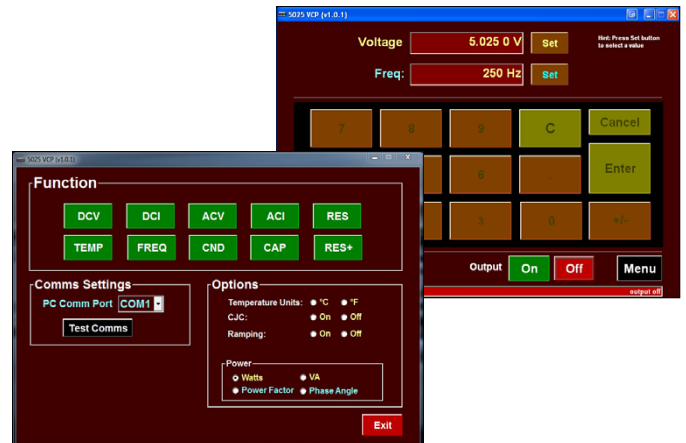 5025 VCP (v1.0.1)
Voltage 5.025 0 V Set
Hint: Press Set button
to select a value
Freq: 250 Hz Set
7 8 9 C Cancel
6 . Enter
3 0 +/-
Output On Off Menu
output off
5025 VCP (v1.0.1)
Function
DCV DCI ACV ACI RES
TEMP FREQ CND CAP RES+
Comms Settings
PC Comm Port COM1
Test Comms
Options
Temperature Units: °C °F
CJC: On Off
Ramping: On Off
Power
Watts VA
Power Factor Phase Angle
Exit